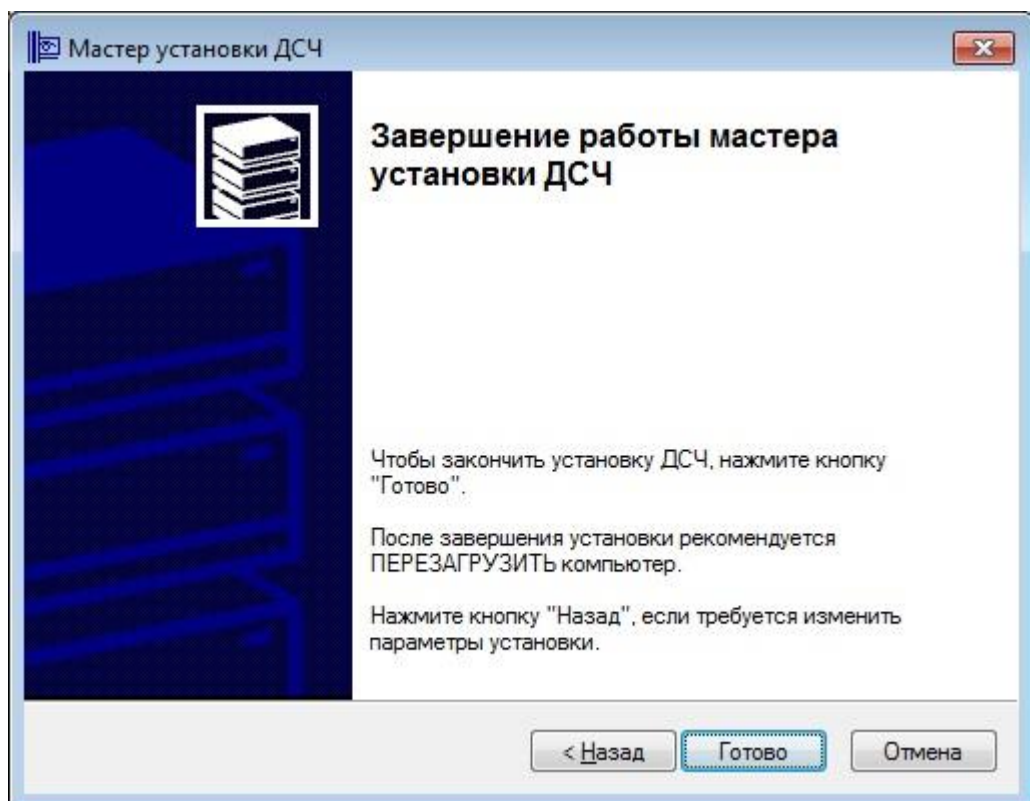 Мастер установки ДСЧ
Завершение работы мастера
установки ДСЧ
Чтобы закончить установку ДСЧ, нажмите кнопку
"Готово".
После завершения установки рекомендуется
ПЕРЕЗАГРУЗИТЬ компьютер.
Нажмите кнопку "Назад", если требуется изменить
параметры установки.
< Назад
Готово
Отмена